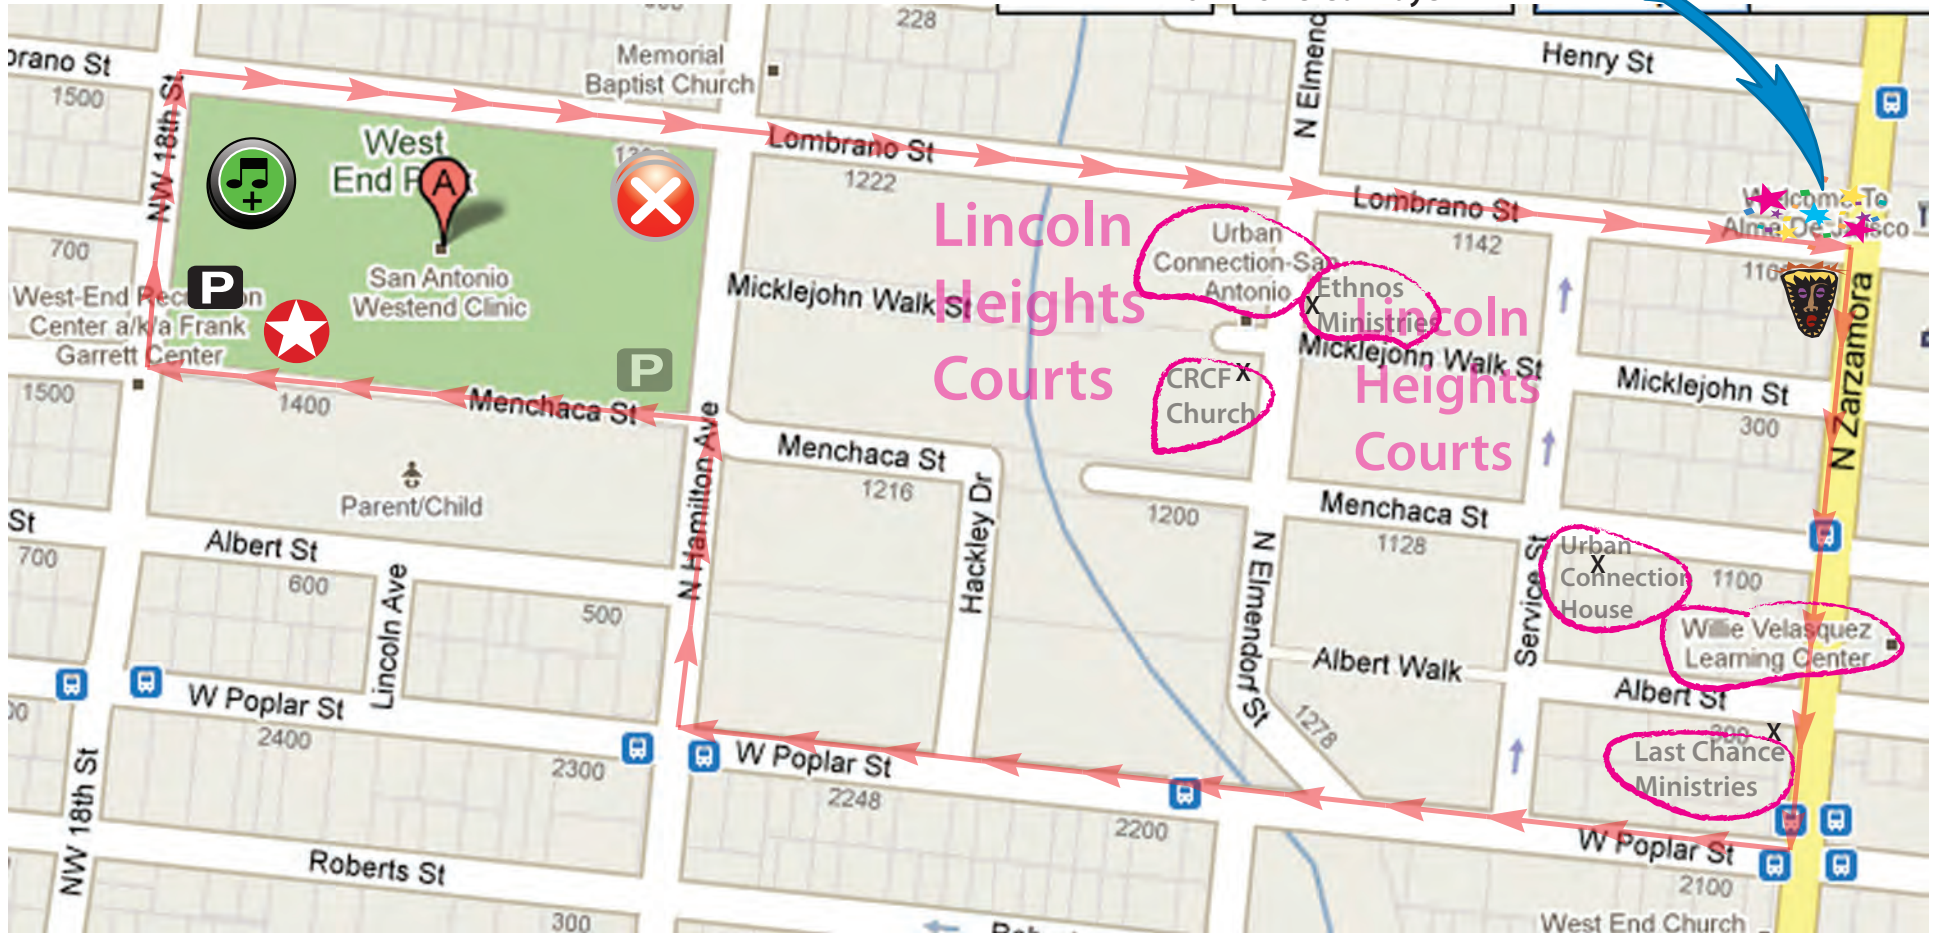 228
Henry St
Memorial
Baptist Church
N Elmend
1500
NW 18th St
West
End P
A
Lombrano St
1222
Lombrano St
1142
Welcome To
Alma De Jalisco
700
P
San Antonio
Westend Clinic
West-End Recreation
Center a/k/a Frank
Garrett Center
Lincoln
Heights
Courts
Urban
Connection-San
Antonio
Ethnos
Ministries
X
Micklejohn Walk St
Lincoln
Heights
Courts
Micklejohn Walk St
Micklejohn St
300
N Zarzamora
P
CRCF X
Church
1500
1400
Menchaca St
N Hamilton Ave
Menchaca St
1216
Hackley Dr
1200
Menchaca St
1128
Parent/Child
St
700
Albert St
600
Lincoln Ave
500
N Elmendorf St
Service St
Urban
X
Connection
House
1100
Willie Velasquez
Learning Center
Albert Walk
Albert St
W Poplar St
2400
2300
W Poplar St
2248
1278
300
X
Last Chance
Ministries
NW 18th St
2200
W Poplar St
2100
Roberts St
300
West End Church